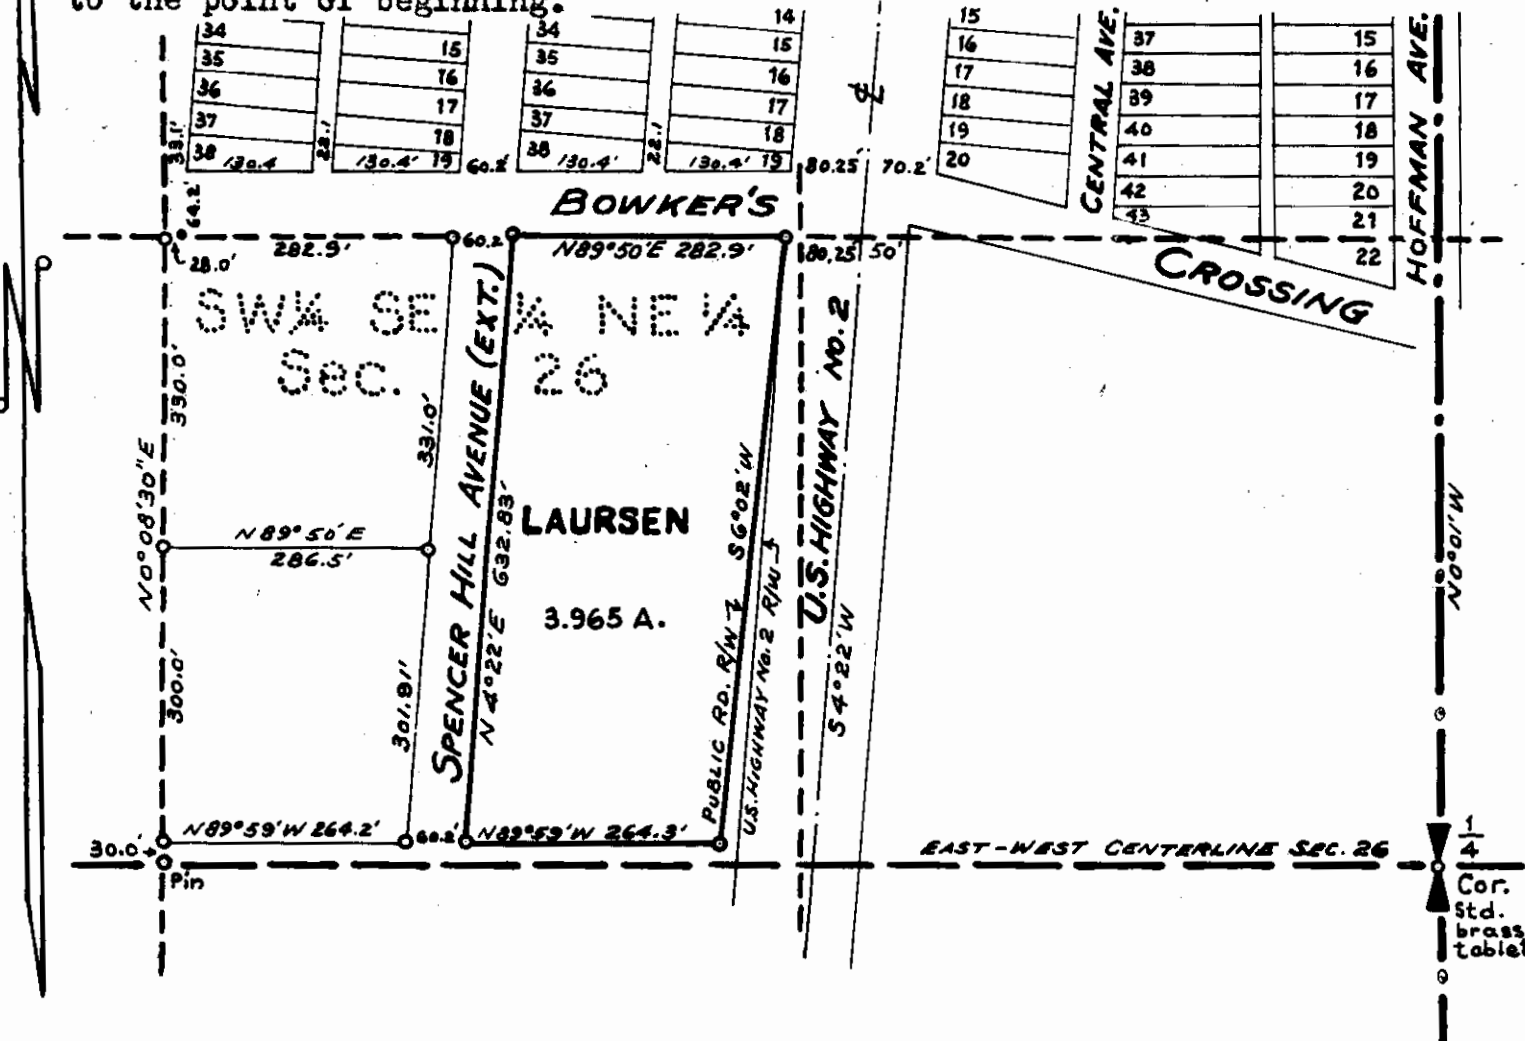 to the point of beginning.
34
35
36
37
38
130.4
33.1'
22.1
15
16
17
18
19
130.4'
60.2'
34
35
36
37
38
130.4'
22.1
14
15
16
17
18
19
130.4'
80.25'
70.2'
15
16
17
18
19
20
CENTRAL AVE.
37
38
39
40
41
42
43
15
16
17
18
19
20
21
22
HOFFMAN AVE.
BOWKER'S
CROSSING
64.2'
28.0'
282.9'
60.2'
N89°50'E 282.9'
80.25
50'
SW¼ SE¼ NE¼
Sec. 26
330.0'
331.0'
N0°08'30"E
N89°50'E
286.5'
300.0'
301.91'
SPENCER HILL AVENUE (EXT.)
N 4°22'E 632.83'
LAURSEN
3.965 A.
S6°02'W
PUBLIC RD. R/W
U.S. HIGHWAY No. 2 R/W
U.S. HIGHWAY NO. 2
S4°22'W
N0°01'W
N89°59'W 264.2'
60.2'
N89°59'W 264.3'
30.0'
Pin
EAST-WEST CENTERLINE SEC. 26
1
4
Cor.
Std.
brass
tablet